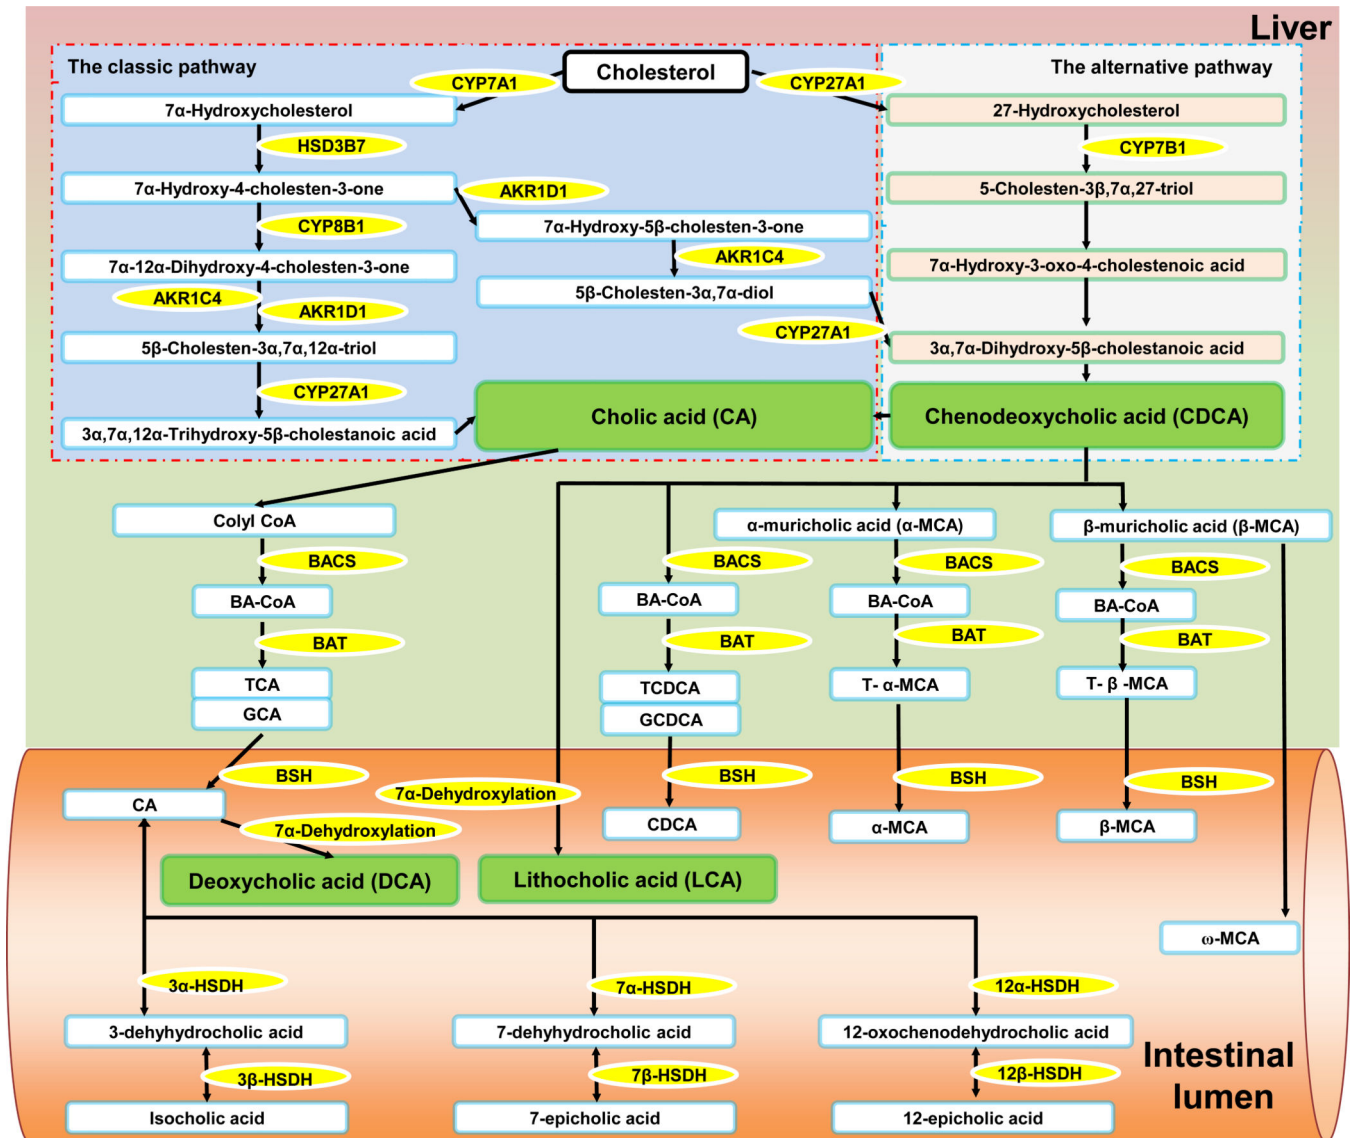 Liver
The classic pathway
Cholesterol
The alternative pathway
CYP7A1
CYP27A1
7α-Hydroxycholesterol
27-Hydroxycholesterol
HSD3B7
CYP7B1
7α-Hydroxy-4-cholesten-3-one
AKR1D1
5-Cholesten-3β,7α,27-triol
CYP8B1
7α-Hydroxy-5β-cholesten-3-one
AKR1C4
7α-12α-Dihydroxy-4-cholesten-3-one
7α-Hydroxy-3-oxo-4-cholestenoic acid
AKR1C4
AKR1D1
5β-Cholesten-3α,7α-diol
CYP27A1
5β-Cholesten-3α,7α,12α-triol
3α,7α-Dihydroxy-5β-cholestanoic acid
CYP27A1
Cholic acid (CA)
Chenodeoxycholic acid (CDCA)
3α,7α,12α-Trihydroxy-5β-cholestanoic acid
Colyl CoA
α-muricholic acid (α-MCA)
β-muricholic acid (β-MCA)
BACS
BACS
BACS
BACS
BA-CoA
BA-CoA
BA-CoA
BA-CoA
BAT
BAT
BAT
BAT
TCA
TCDCA
T- α-MCA
T- β -MCA
GCA
GCDCA
BSH
BSH
BSH
BSH
7α-Dehydroxylation
CA
CDCA
α-MCA
β-MCA
7α-Dehydroxylation
Deoxycholic acid (DCA)
Lithocholic acid (LCA)
ω-MCA
3α-HSDH
7α-HSDH
12α-HSDH
3-dehyhydrocholic acid
7-dehyhydrocholic acid
12-oxochenodehydrocholic acid
3β-HSDH
7β-HSDH
12β-HSDH
Intestinal
lumen
Isocholic acid
7-epicholic acid
12-epicholic acid